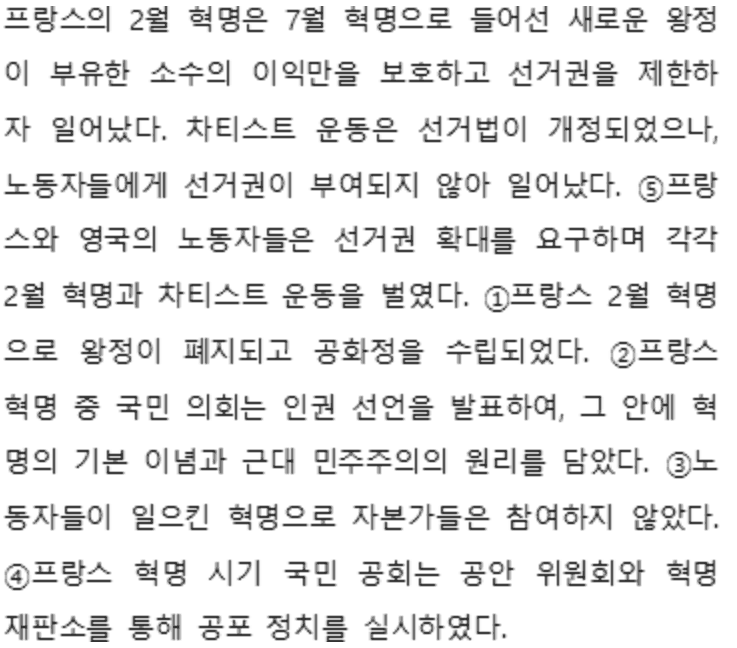 프랑스의 2월 혁명은 7월 혁명으로 들어선 새로운 왕정
이 부유한 소수의 이익만을 보호하고 선거권을 제한하
자 일어났다. 차티스트 운동은 선거법이 개정되었으나,
노동자들에게 선거권이 부여되지 않아 일어났다. ⑤프랑
스와 영국의 노동자들은 선거권 확대를 요구하며 각각
2월 혁명과 차티스트 운동을 벌였다. ①프랑스 2월 혁명
으로 왕정이 폐지되고 공화정을 수립되었다. ②프랑스
혁명 중 국민 의회는 인권 선언을 발표하여, 그 안에 혁
명의 기본 이념과 근대 민주주의의 원리를 담았다. ③노
동자들이 일으킨 혁명으로 자본가들은 참여하지 않았다.
④프랑스 혁명 시기 국민 공회는 공안 위원회와 혁명
재판소를 통해 공포 정치를 실시하였다.